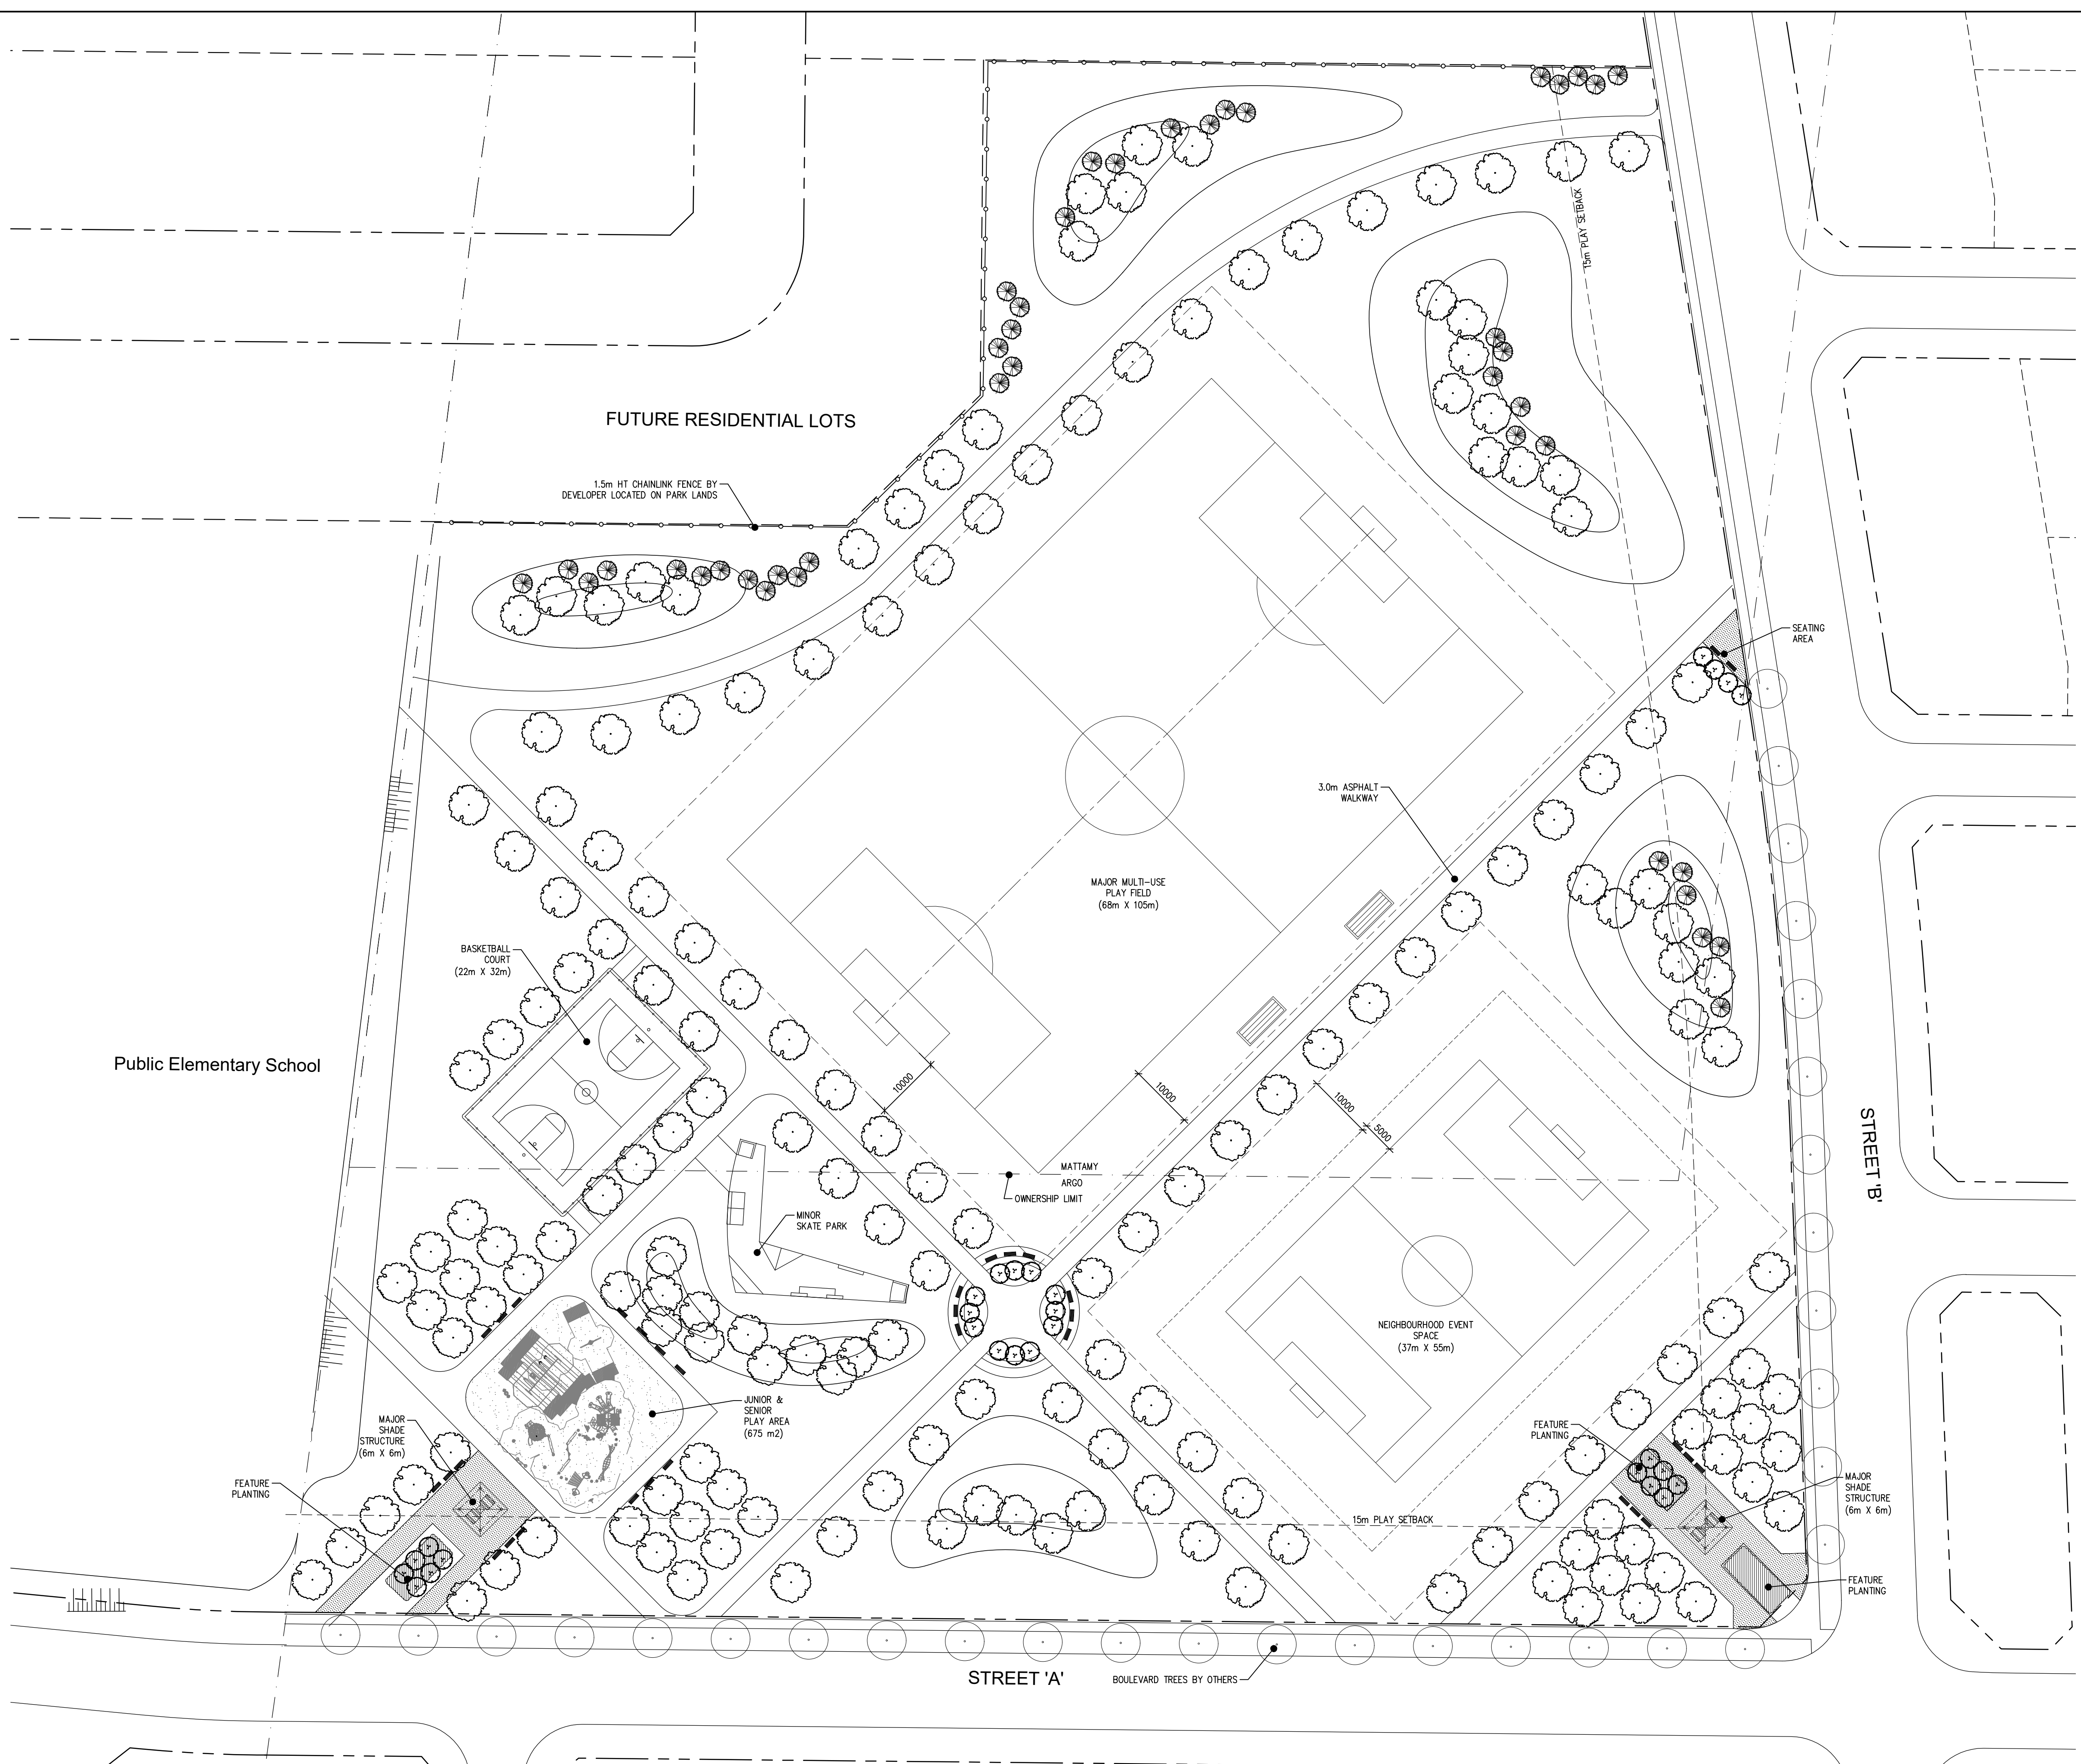 15m PLAY SETBACK
FUTURE RESIDENTIAL LOTS
1.5m HT CHAINLINK FENCE BY
DEVELOPER LOCATED ON PARK LANDS
SEATING
AREA
3.0m ASPHALT
WALKWAY
MAJOR MULTI-USE
PLAY FIELD
(68m X 105m)
BASKETBALL
COURT
(22m X 32m)
Public Elementary School
10000
10000
10000
5000
STREET 'B'
MATTAMY
ARGO
OWNERSHIP LIMIT
MINOR
SKATE PARK
NEIGHBOURHOOD EVENT
SPACE
(37m X 55m)
JUNIOR &
SENIOR
PLAY AREA
(675 m2)
MAJOR
SHADE
STRUCTURE
(6m X 6m)
FEATURE
PLANTING
FEATURE
PLANTING
MAJOR
SHADE
STRUCTURE
(6m X 6m)
15m PLAY SETBACK
FEATURE
PLANTING
STREET 'A'
BOULEVARD TREES BY OTHERS